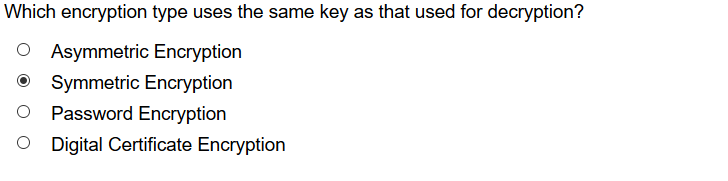 Which encryption type uses the same key as that used for decryption?
Asymmetric Encryption
Symmetric Encryption
Password Encryption
Digital Certificate Encryption